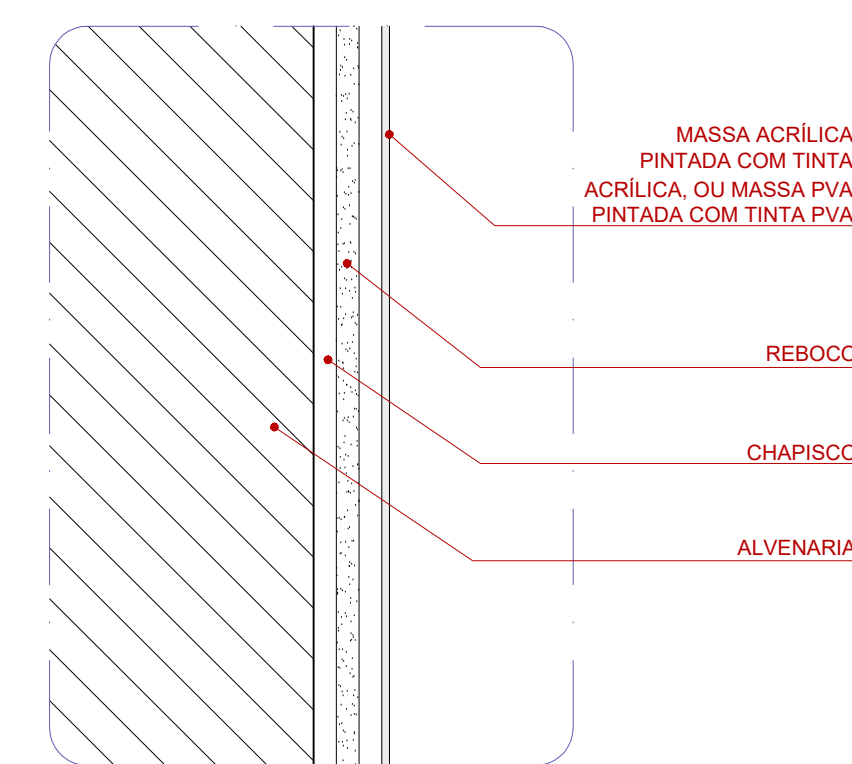 MASSA ACRÍLICA
PINTADA COM TINTA
ACRÍLICA, OU MASSA PVA
PINTADA COM TINTA PVA
REBOCO
CHAPISCO
ALVENARIA